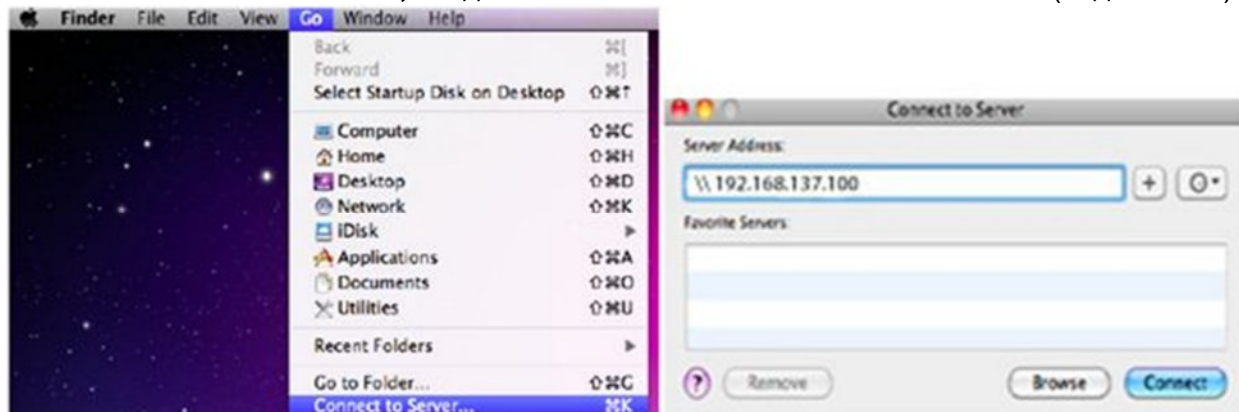 Finder File Edit View Go Window Help
Back ⌘[
Forward ⌘]
Select Startup Disk on Desktop ⇧⌘↑
Computer ⇧⌘C
Home ⇧⌘H
Desktop ⇧⌘D
Network ⇧⌘K
iDisk
Applications ⇧⌘A
Documents ⇧⌘O
Utilities ⇧⌘U
Recent Folders
Go to Folder... ⇧⌘G
Connect to Server... ⌘K
Connect to Server
Server Address:
\\ 192.168.137.100
+
Favorite Servers:
? Remove Browse Connect